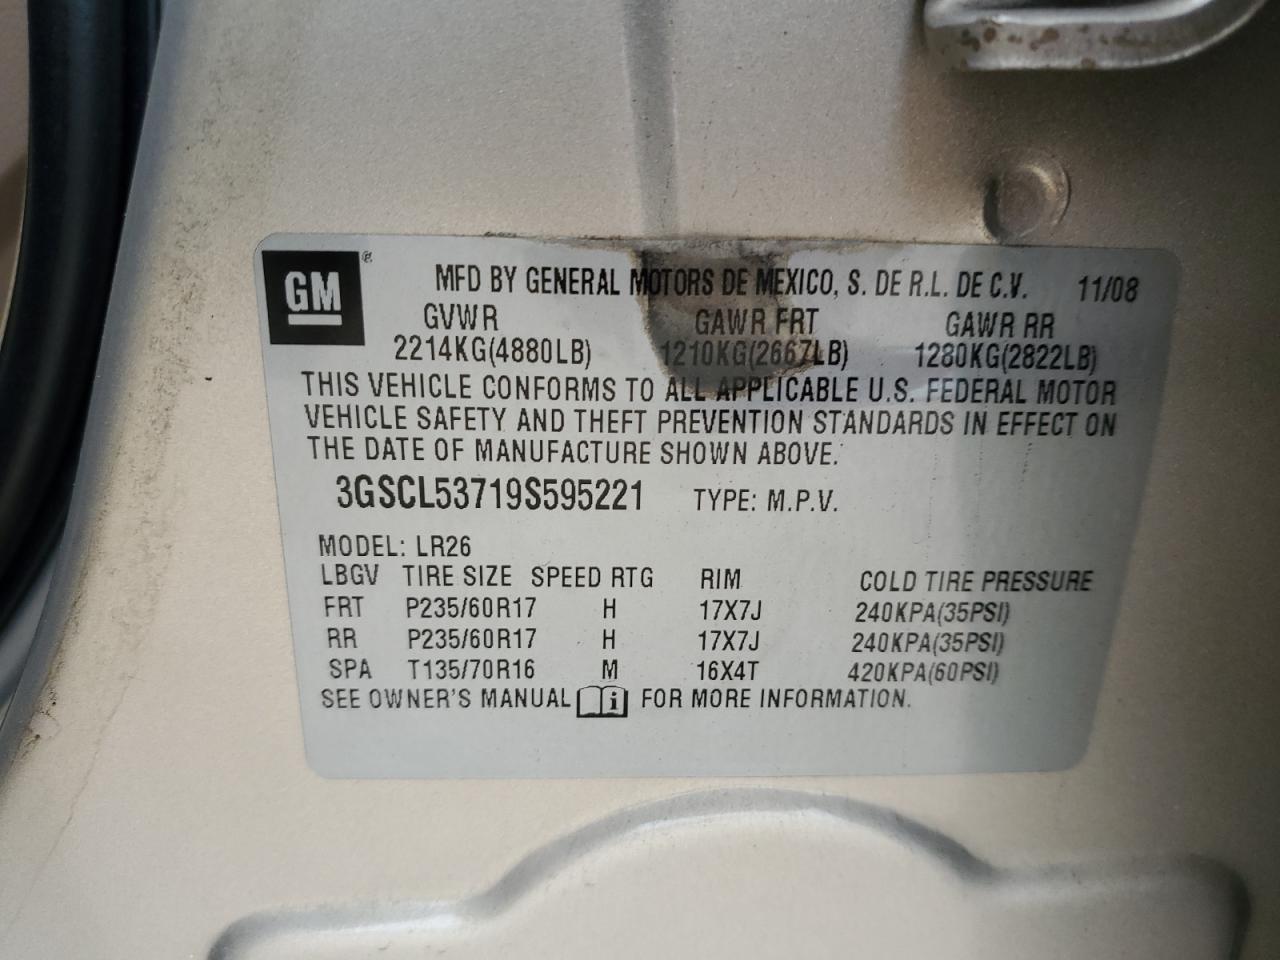 GM ® MFD BY GENERAL MOTORS DE MEXICO, S. DE R.L. DE C.V. 11/08
GVWR GAWR FRT GAWR RR
2214KG(4880LB) 1210KG(2667LB) 1280KG(2822LB)
THIS VEHICLE CONFORMS TO ALL APPLICABLE U.S. FEDERAL MOTOR
VEHICLE SAFETY AND THEFT PREVENTION STANDARDS IN EFFECT ON
THE DATE OF MANUFACTURE SHOWN ABOVE.
3GSCL53719S595221 TYPE: M.P.V.
MODEL: LR26
LBGV TIRE SIZE SPEED RTG RIM COLD TIRE PRESSURE
FRT P235/60R17 H 17X7J 240KPA(35PSI)
RR P235/60R17 H 17X7J 240KPA(35PSI)
SPA T135/70R16 M 16X4T 420KPA(60PSI)
SEE OWNER'S MANUAL i FOR MORE INFORMATION.